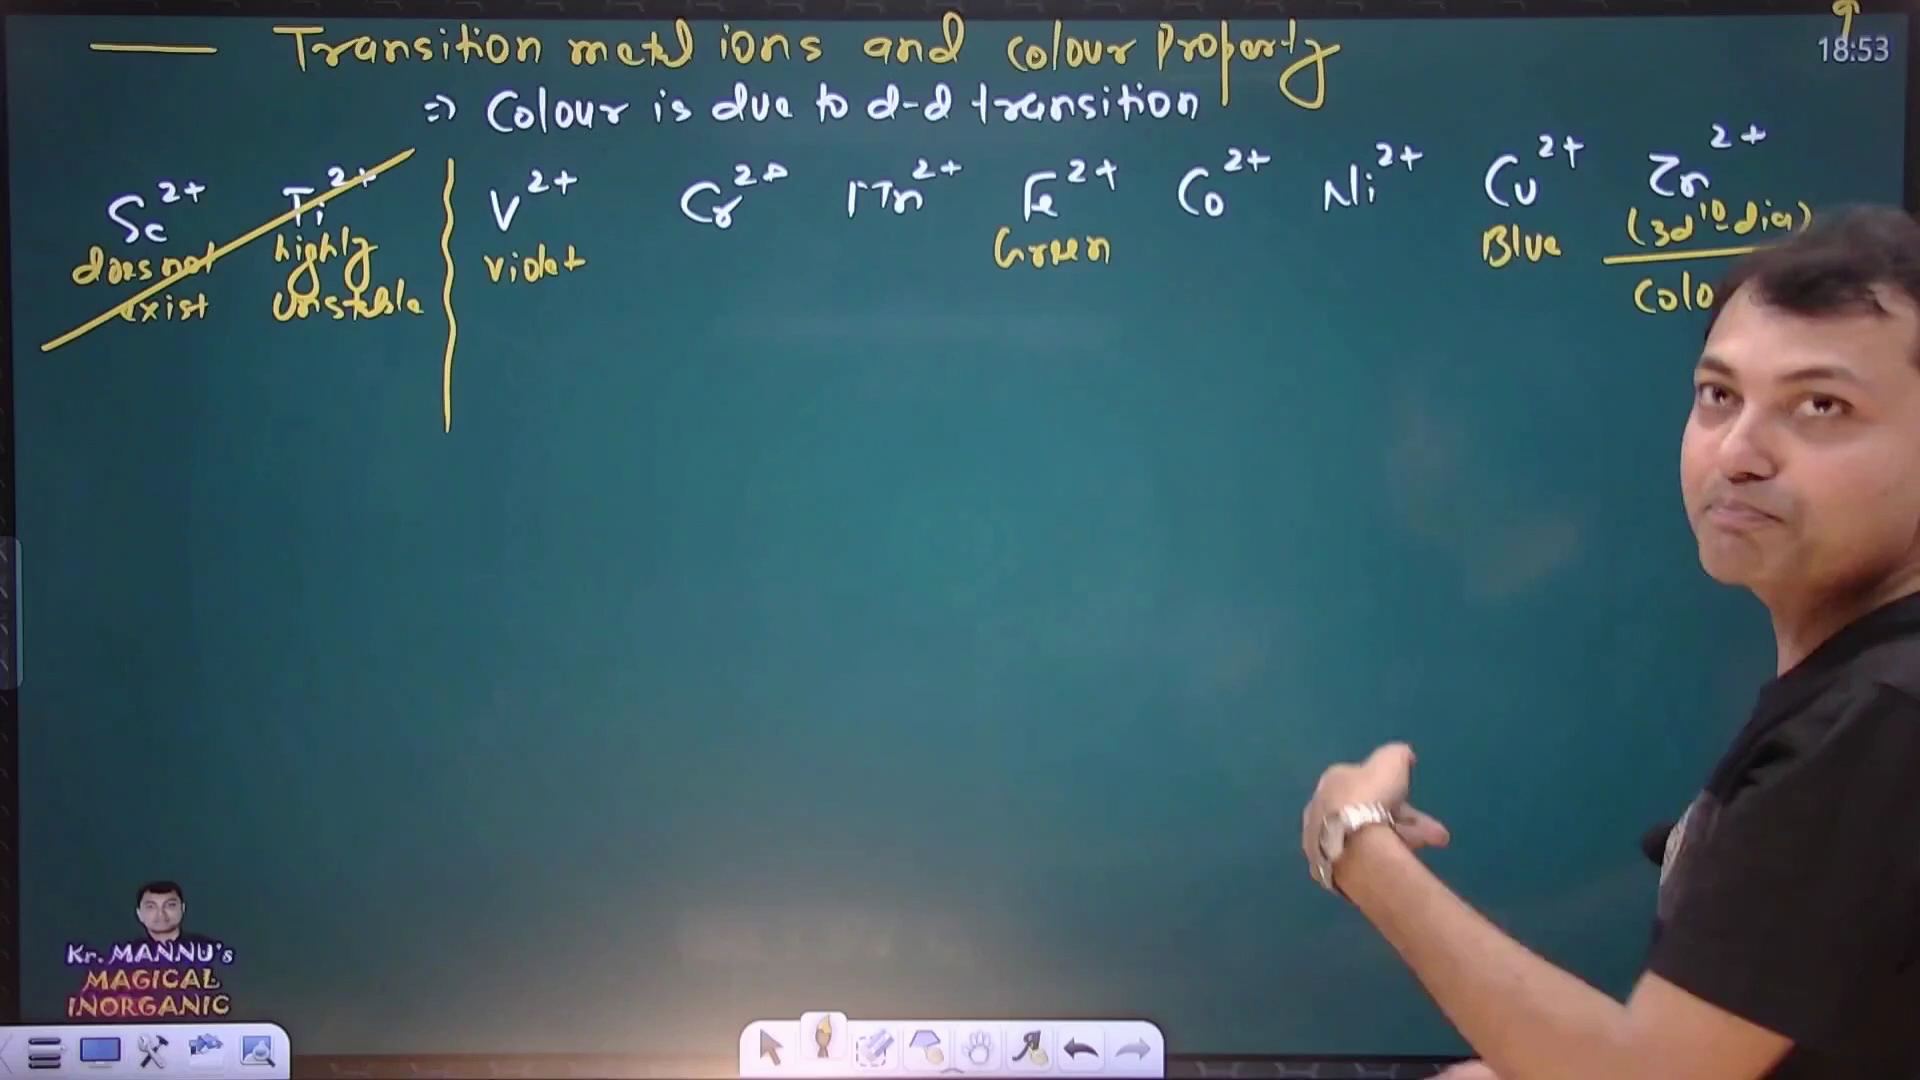 Transition metal ions and colour Property
18:53
⇒ Colour is due to d-d transition
Sc2+ Ti2+ V2+ Cr2+ Mn2+ Fe2+ Co2+ Ni2+ Cu2+ Zn2+
does not exist
highly unstable
violet
Green
Blue
(3d10-dia)
Colo
Kr. MANNU's
MAGICAL
INORGANIC